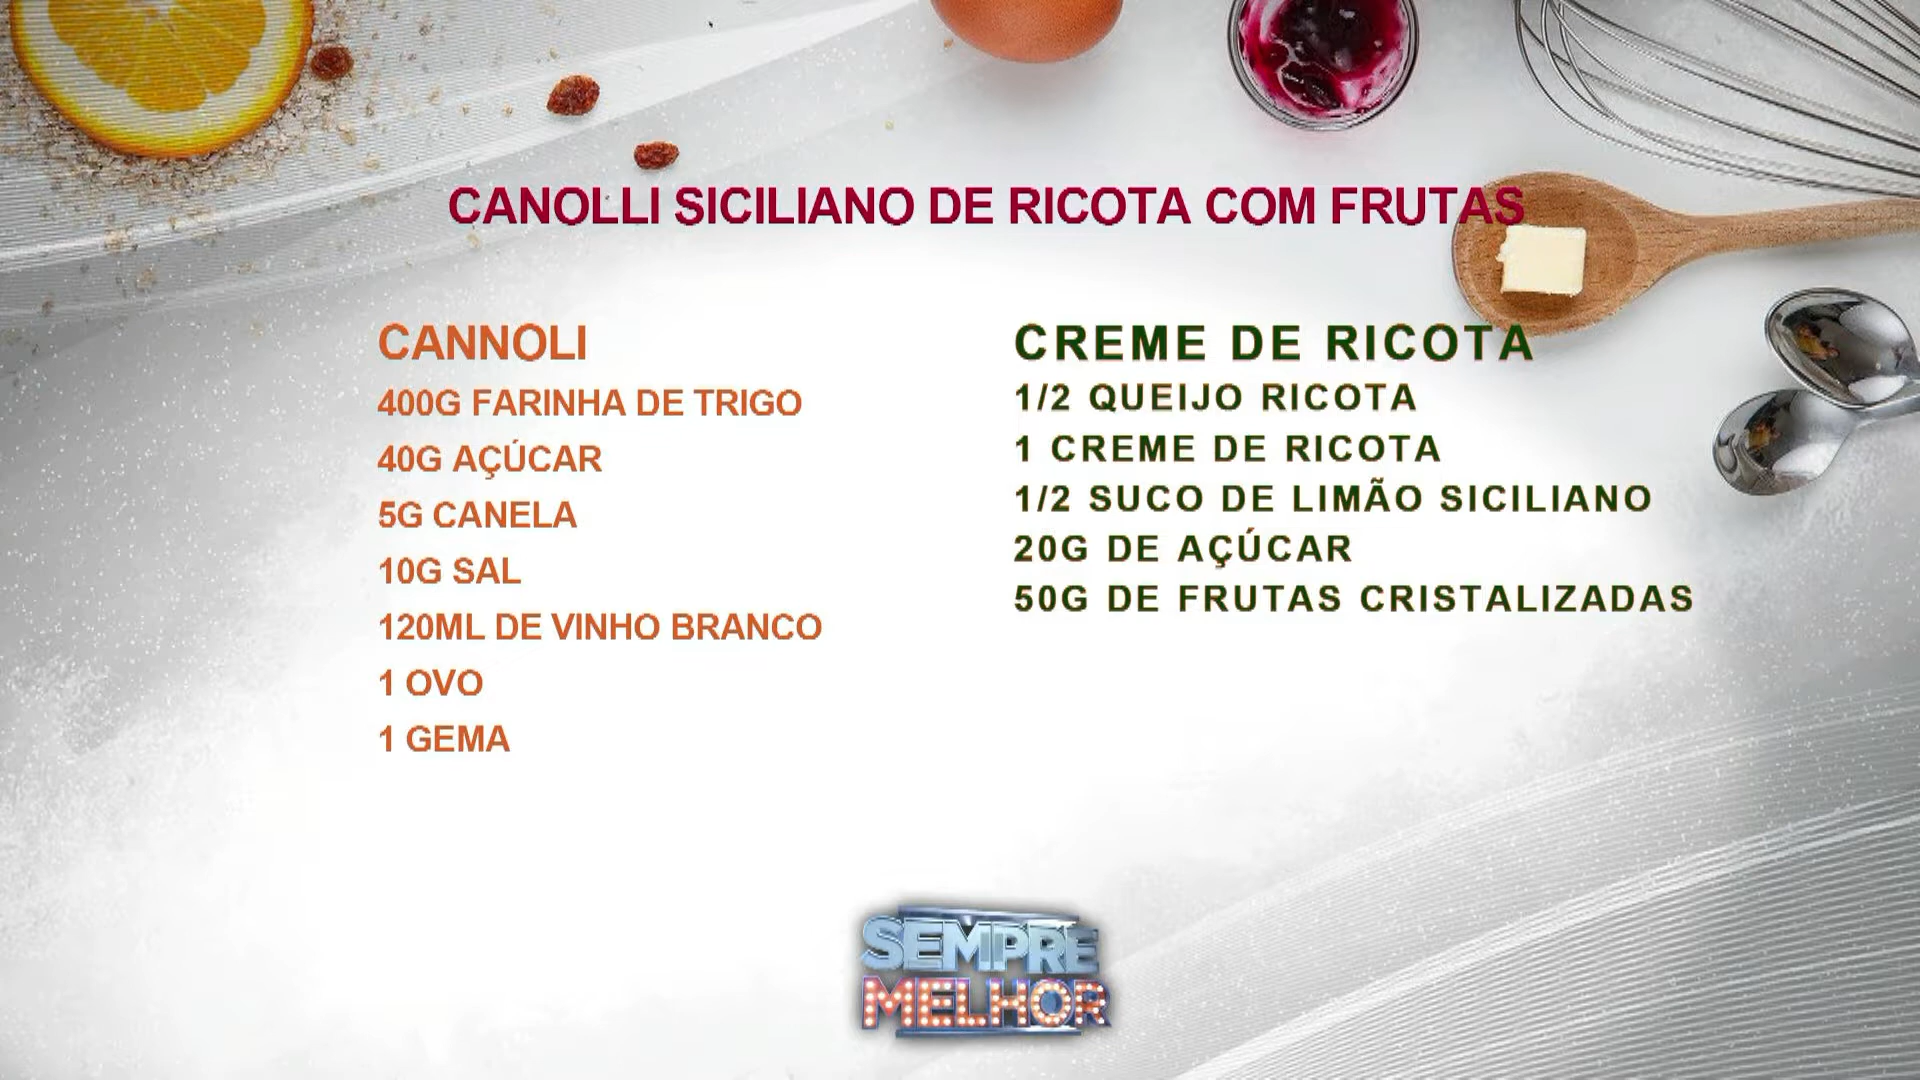 CANOLLI SICILIANO DE RICOTA COM FRUTAS
CANNOLI
400G FARINHA DE TRIGO
40G AÇÚCAR
5G CANELA
10G SAL
120ML DE VINHO BRANCO
1 OVO
1 GEMA
CREME DE RICOTA
1/2 QUEIJO RICOTA
1 CREME DE RICOTA
1/2 SUCO DE LIMÃO SICILIANO
20G DE AÇÚCAR
50G DE FRUTAS CRISTALIZADAS
SEMPRE
MELHOR